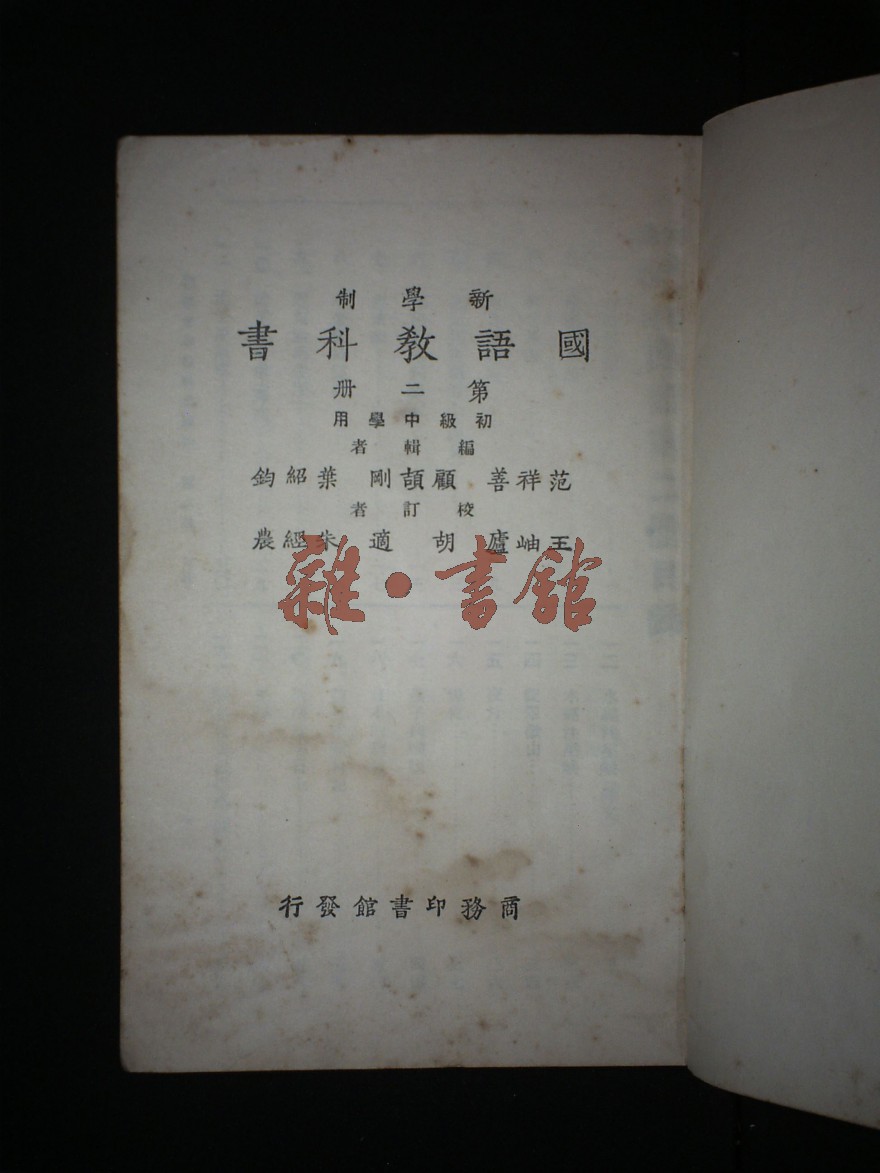 新學制
國語教科書
第二册
初級中學用
編輯者
范祥善 顧頡剛 葉紹鈞
校訂者
王岫廬 胡適 朱經農
雜·書館
商務印書館發行